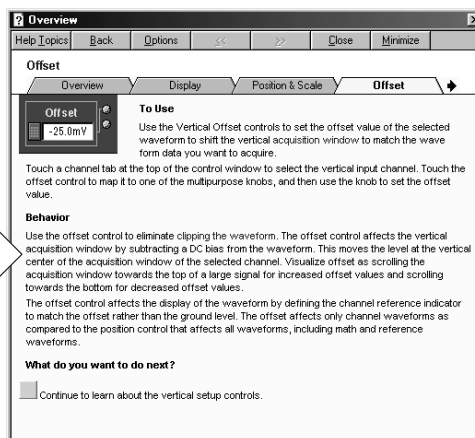 Overview
Help Topics Back Options << >> Close Minimize
Offset
Overview Display Position & Scale Offset
Offset
-25.0mV
To Use
Use the Vertical Offset controls to set the offset value of the selected
waveform to shift the vertical acquisition window to match the wave
form data you want to acquire.
Touch a channel tab at the top of the control window to select the vertical input channel. Touch the
offset control to map it to one of the multipurpose knobs, and then use the knob to set the offset
value.
Behavior
Use the offset control to eliminate clipping the waveform. The offset control affects the vertical
acquisition window by subtracting a DC bias from the waveform. This moves the level at the vertical
center of the acquisition window of the selected channel. Visualize offset as scrolling the
acquisition window towards the top of a large signal for increased offset values and scrolling
towards the bottom for decreased offset values.
The offset control affects the display of the waveform by defining the channel reference indicator
to match the offset rather than the ground level. The offset affects only channel waveforms as
compared to the position control that affects all waveforms, including math and reference
waveforms.
What do you want to do next?
Continue to learn about the vertical setup controls.